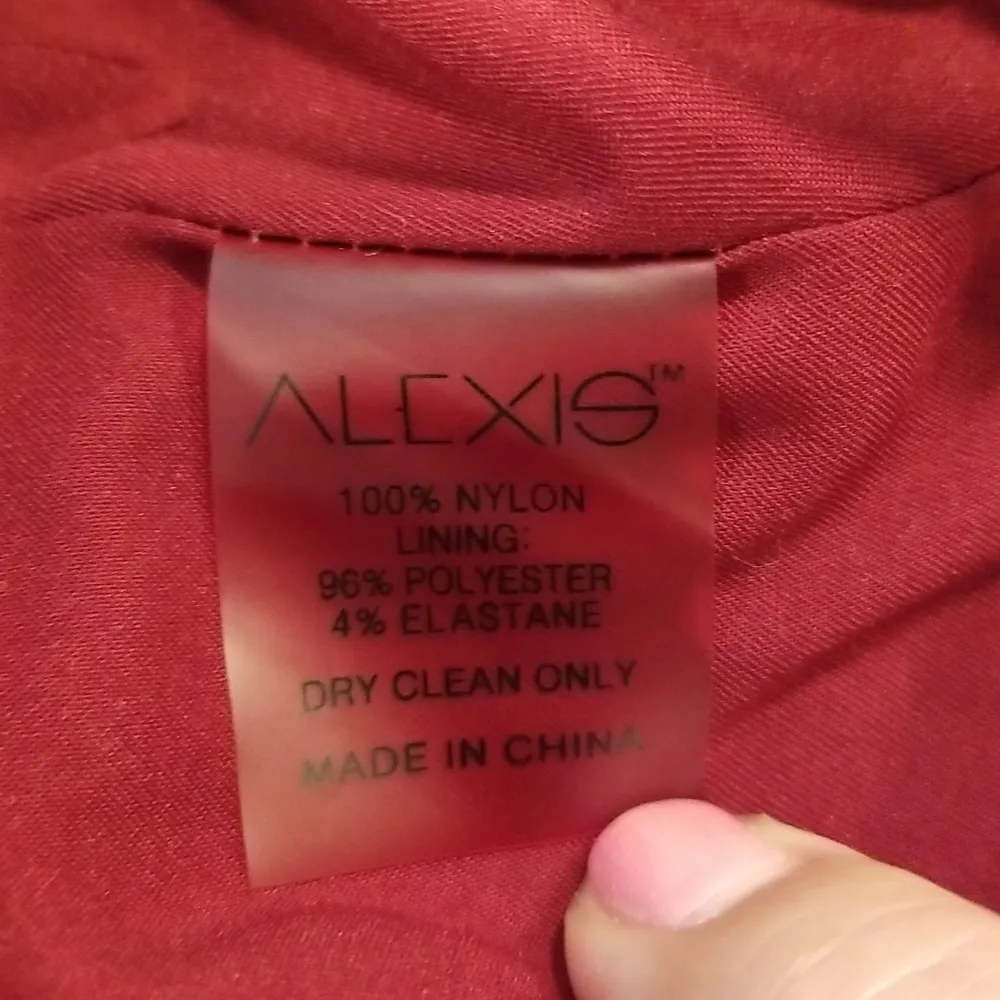 ALEXIS™
100% NYLON
LINING:
96% POLYESTER
4% ELASTANE
DRY CLEAN ONLY
MADE IN CHINA